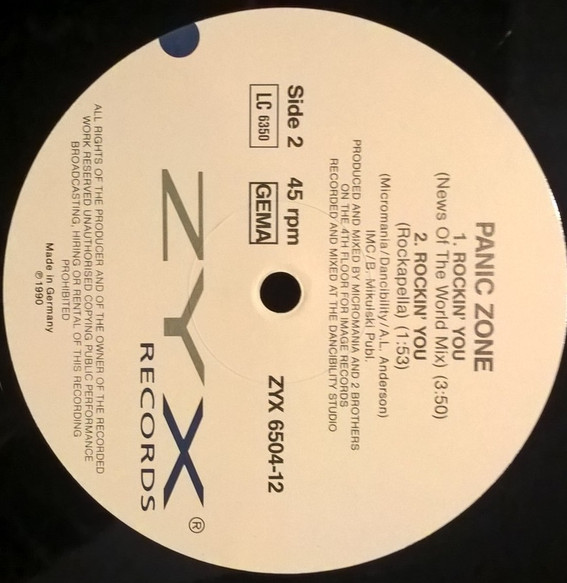 PANIC ZONE
1. ROCKIN' YOU
(News Of The World Mix) (3:50)
2. ROCKIN' YOU
(Rockapella) (1:53)
(Micromania/Dancibility/A.L. Anderson)
IMC/B. Mikulski Publ.
PRODUCED AND MIXED BY MICROMANIA AND 2 BROTHERS
ON THE 4TH FLOOR FOR IMAGE RECORDS
RECORDED AND MIXED AT THE DANCIBILITY STUDIO
Side 2 45 rpm
LC 6350 GEMA
ZYX 6504-12
ZYX®
RECORDS
ALL RIGHTS OF THE PRODUCER AND OF THE OWNER OF THE RECORDED
WORK RESERVED UNAUTHORISED COPYING PUBLIC PERFORMANCE
BROADCASTING, HIRING OR RENTAL OF THIS RECORDING
PROHIBITED
Made in Germany
℗1990